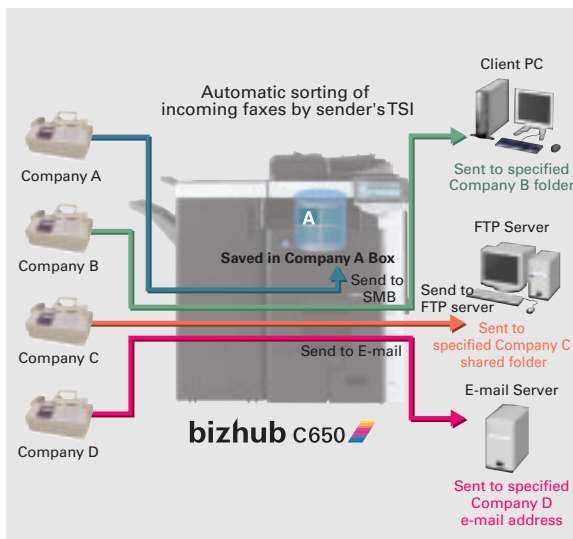 Client PC
Automatic sorting of
incoming faxes by sender's TSI
Company A
Sent to specified
Company B folder
A
FTP Server
Company B
Saved in Company A Box
Send to
SMB
Send to
FTP server
Company C
Sent to
specified Company C
shared folder
Send to E-mail
E-mail Server
bizhub C650
Company D
Sent to specified
Company D
e-mail address